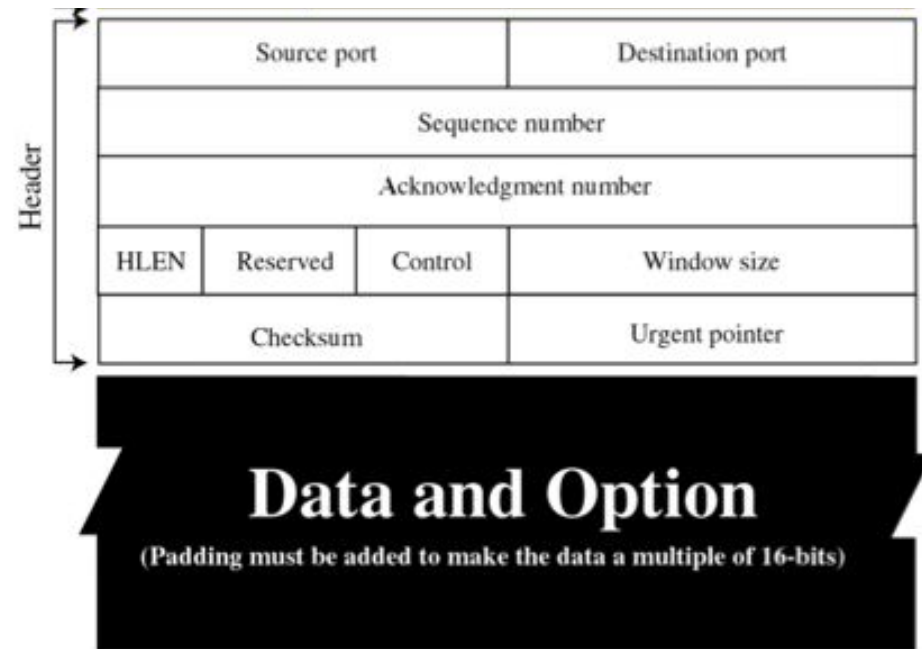 Source port
Destination port
Sequence number
Acknowledgment number
Header
HLEN
Reserved
Control
Window size
Checksum
Urgent pointer
Data and Option
(Padding must be added to make the data a multiple of 16-bits)